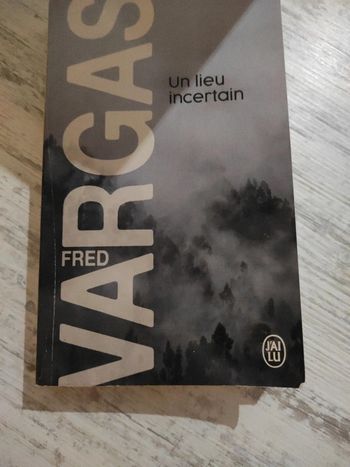 FRED
VARGAS
Un lieu
incertain
J'AI
LU